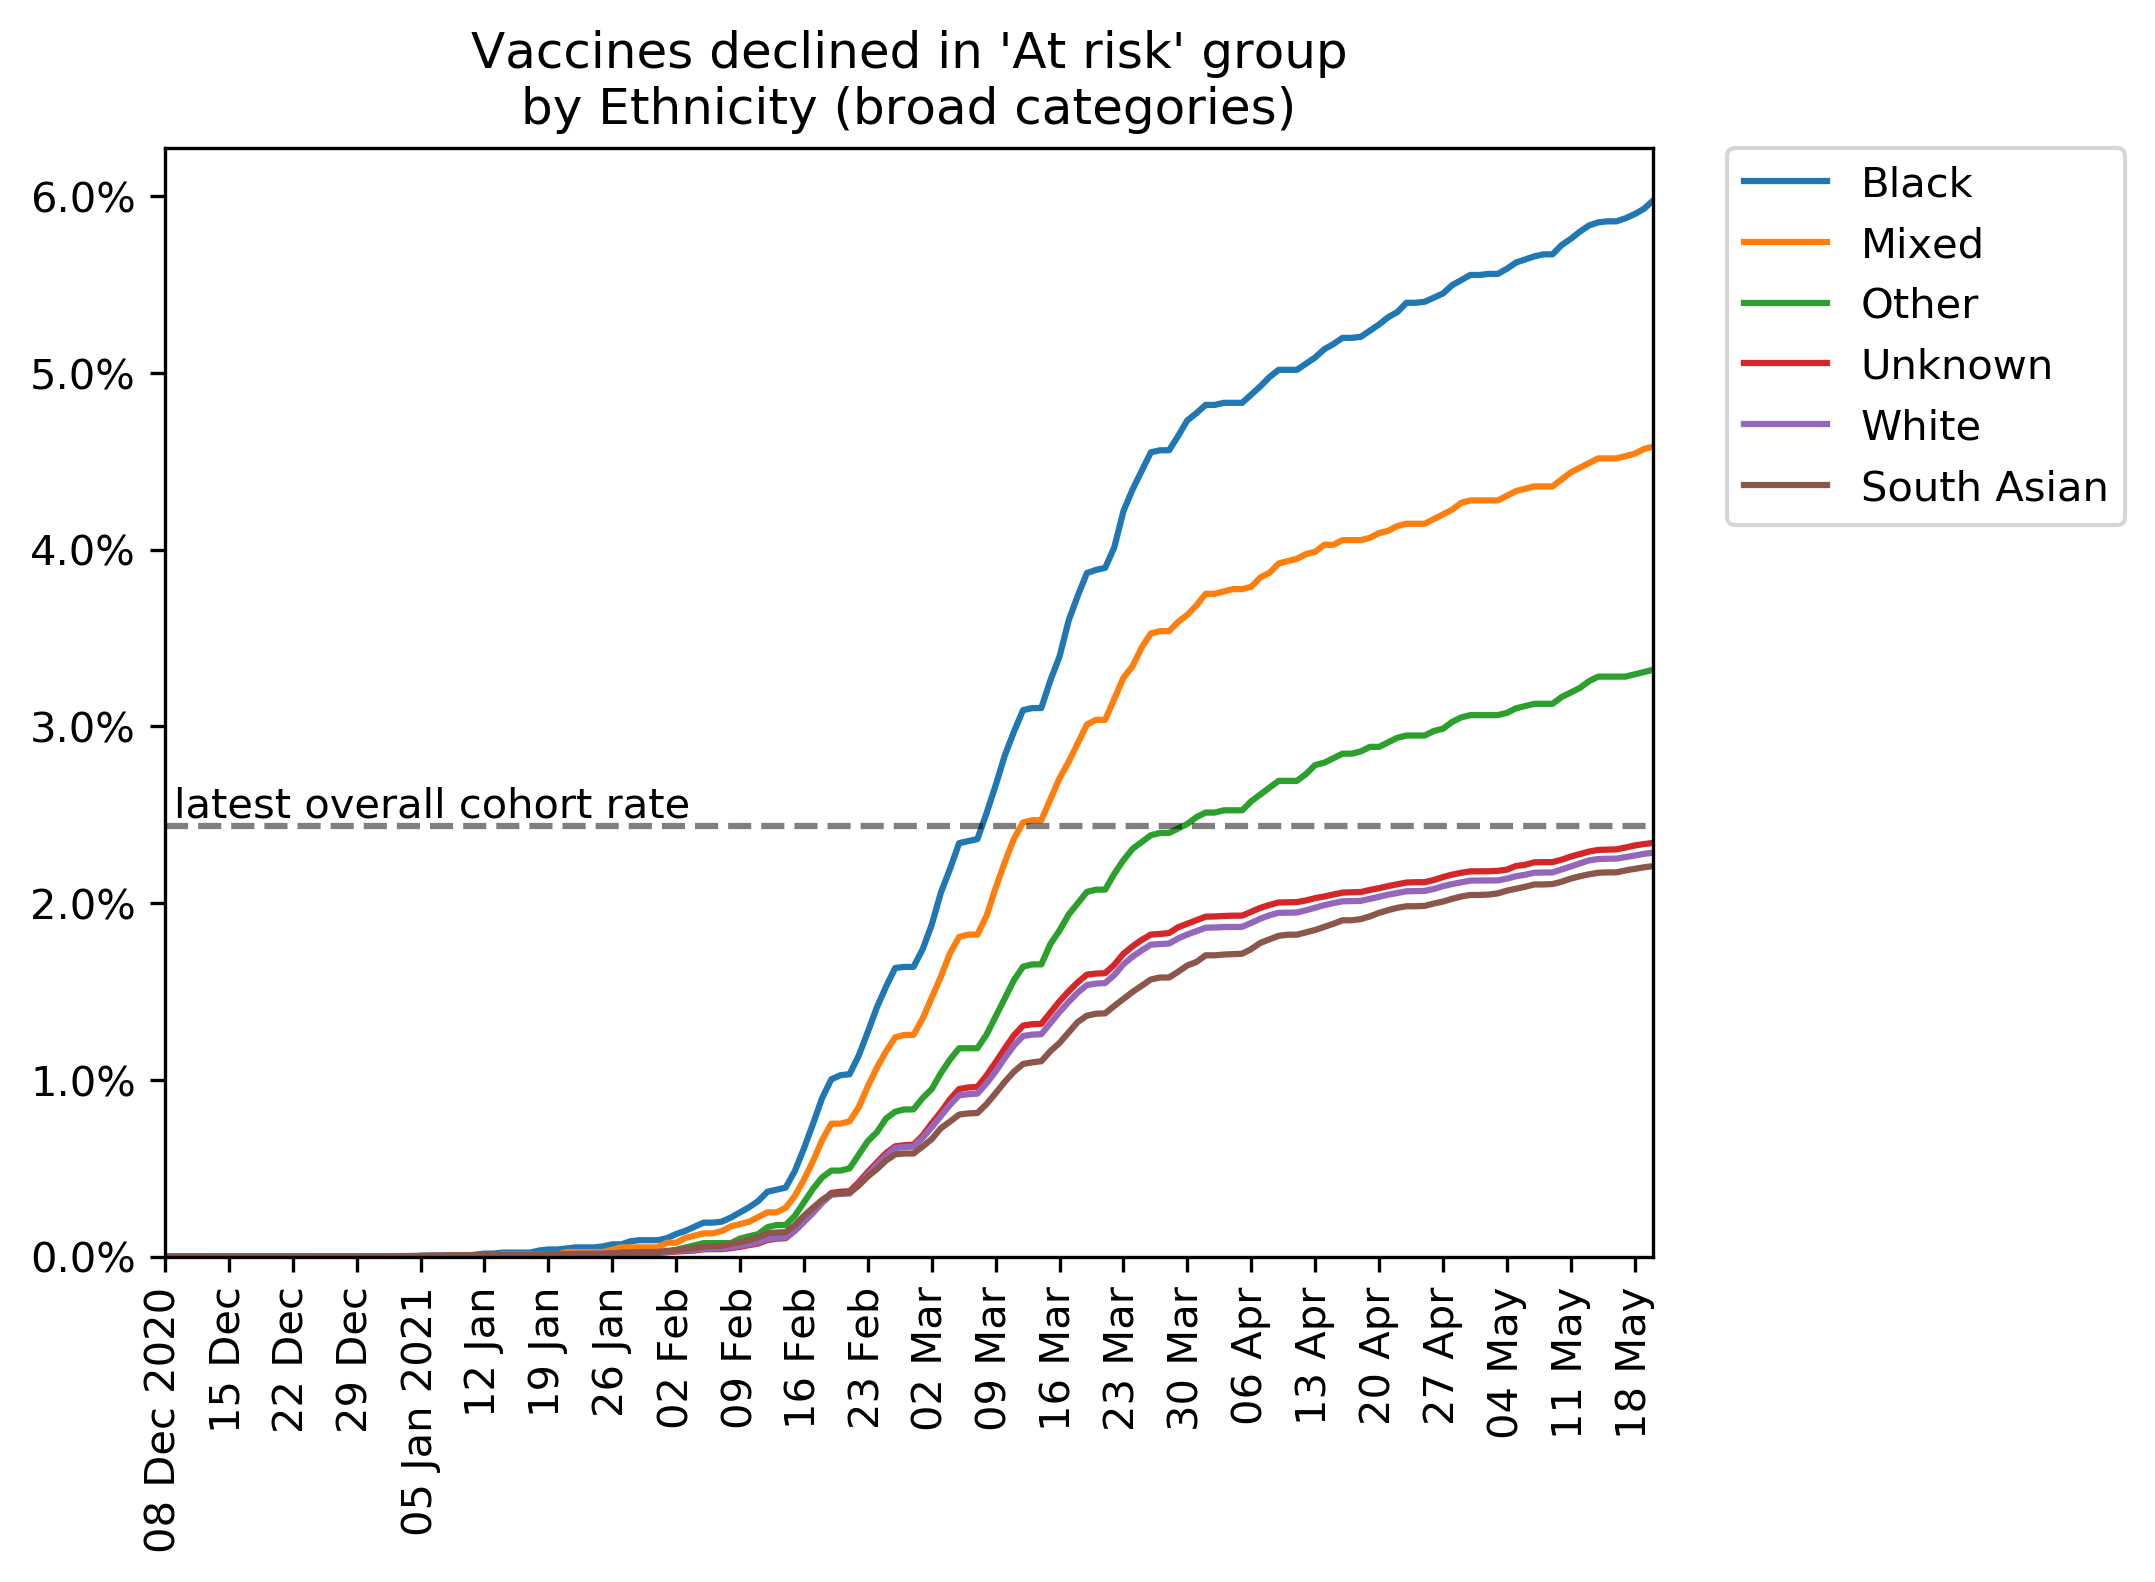 Vaccines declined in 'At risk' group
by Ethnicity (broad categories)
6.0%
5.0%
4.0%
3.0%
2.0%
1.0%
0.0%
latest overall cohort rate
08 Dec 2020
15 Dec
22 Dec
29 Dec
05 Jan 2021
12 Jan
19 Jan
26 Jan
02 Feb
09 Feb
16 Feb
23 Feb
02 Mar
09 Mar
16 Mar
23 Mar
30 Mar
06 Apr
13 Apr
20 Apr
27 Apr
04 May
11 May
18 May
Black
Mixed
Other
Unknown
White
South Asian